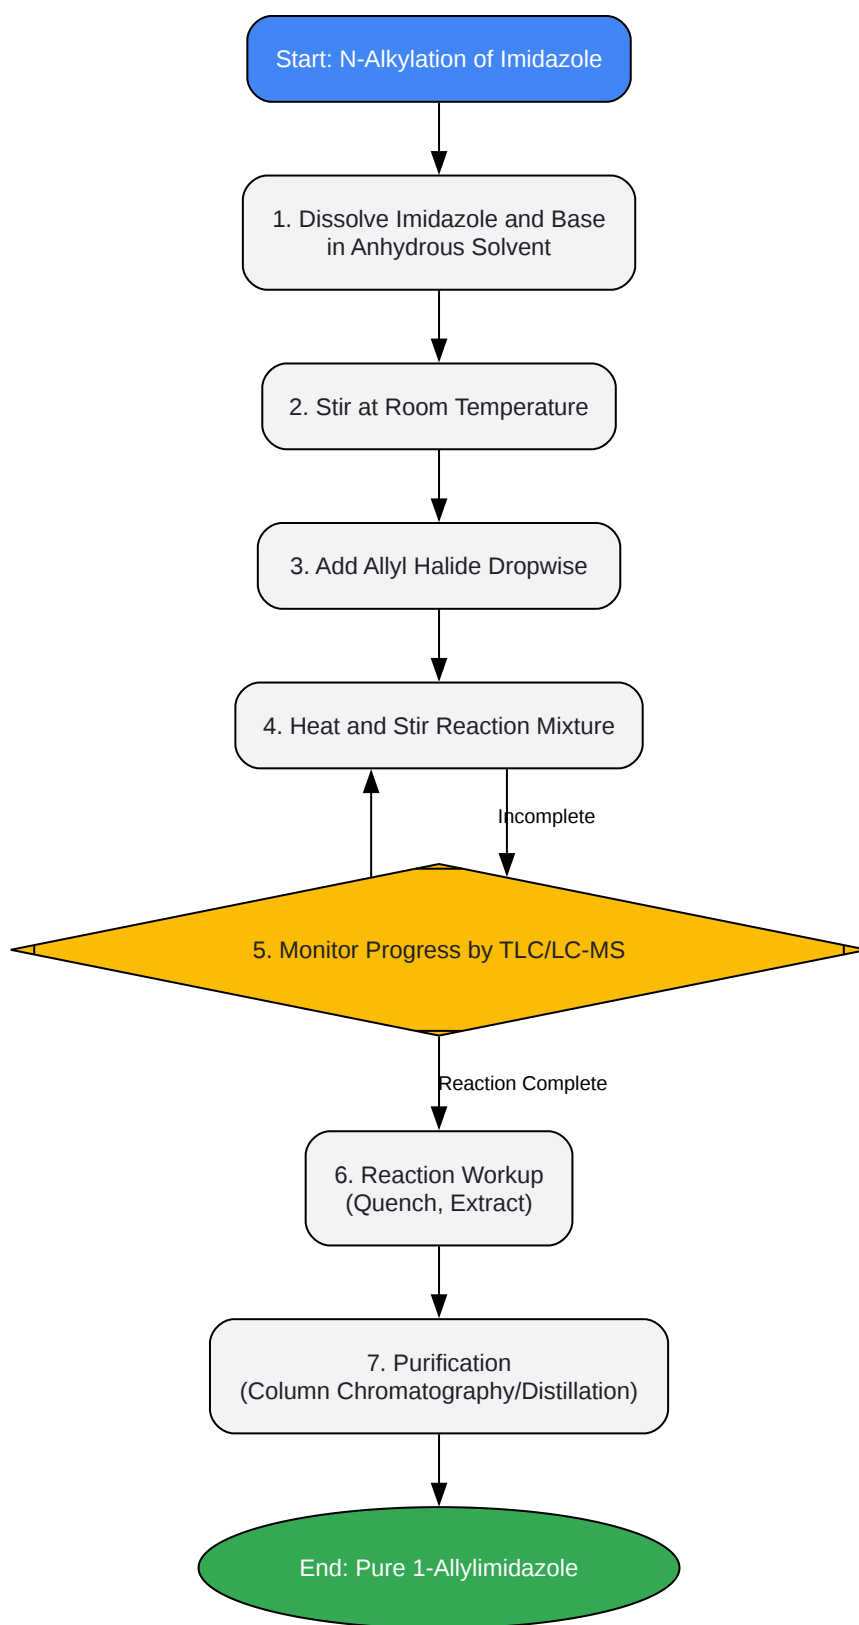 Start: N-Alkylation of Imidazole
1. Dissolve Imidazole and Base
in Anhydrous Solvent
2. Stir at Room Temperature
3. Add Allyl Halide Dropwise
4. Heat and Stir Reaction Mixture
Incomplete
5. Monitor Progress by TLC/LC-MS
Reaction Complete
6. Reaction Workup
(Quench, Extract)
7. Purification
(Column Chromatography/Distillation)
End: Pure 1-Allylimidazole